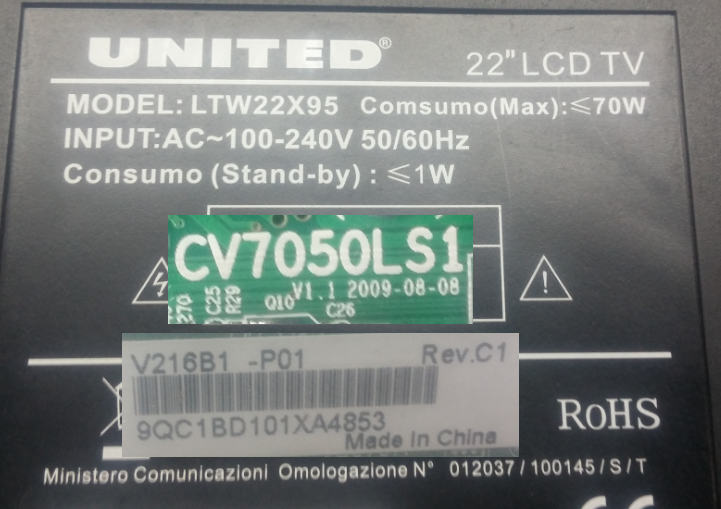 UNITED®
22" LCD TV
MODEL: LTW22X95 Comsumo(Max):≤70W
INPUT:AC~100-240V 50/60Hz
Consumo (Stand-by) : ≤1W
CV7050LS1
V1.1 2009-08-08
C25
R29
Q10
C26
V216B1 -P01 Rev.C1
9QC1BD101XA4853
Made In China
RoHS
Ministero Comunicazioni Omologazione N° 012037 / 100145 / S / T